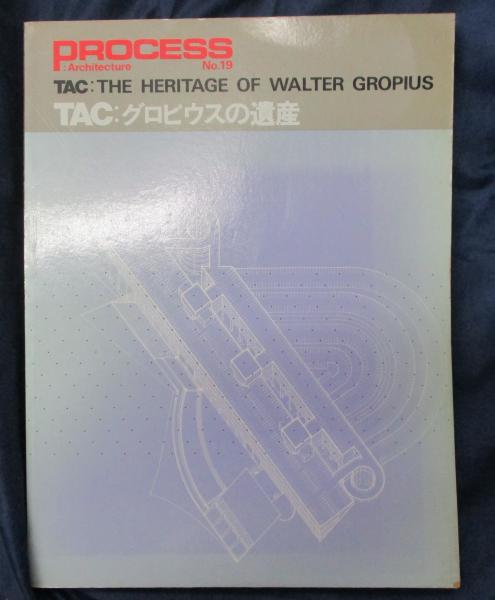 PROCESS
: Architecture No.19
TAC: THE HERITAGE OF WALTER GROPIUS
TAC:グロピウスの遺産